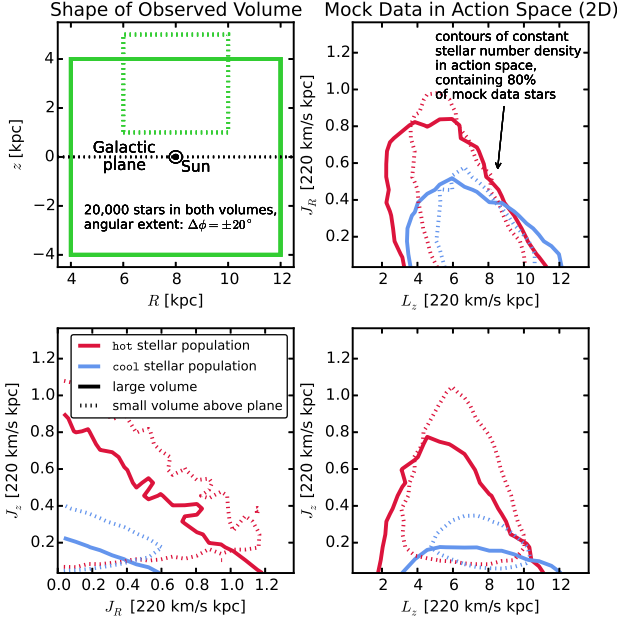 Shape of Observed Volume
Mock Data in Action Space (2D)
4
2
0
−2
−4
z [kpc]
4
6
8
10
12
R [kpc]
Galactic
plane
Sun
20,000 stars in both volumes,
angular extent: Δϕ = ±20°
1.2
1.0
0.8
0.6
0.4
0.2
J_R [220 km/s kpc]
2
4
6
8
10
12
L_z [220 km/s kpc]
contours of constant
stellar number density
in action space,
containing 80%
of mock data stars
1.2
1.0
0.8
0.6
0.4
0.2
J_z [220 km/s kpc]
0.0
0.2
0.4
0.6
0.8
1.0
1.2
J_R [220 km/s kpc]
hot stellar population
cool stellar population
large volume
small volume above plane
1.2
1.0
0.8
0.6
0.4
0.2
J_z [220 km/s kpc]
2
4
6
8
10
12
L_z [220 km/s kpc]